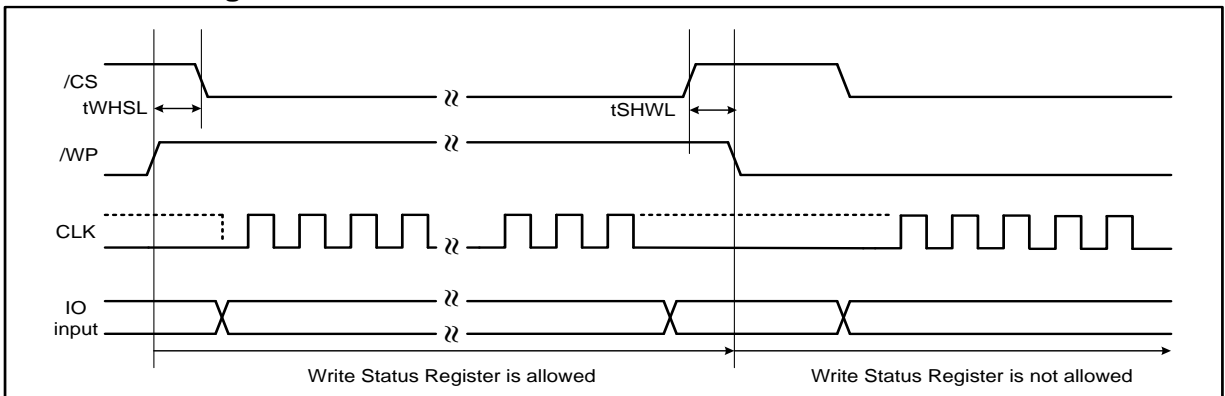 /CS
tWHSL
tSHWL
/WP
CLK
IO
input
Write Status Register is allowed
Write Status Register is not allowed